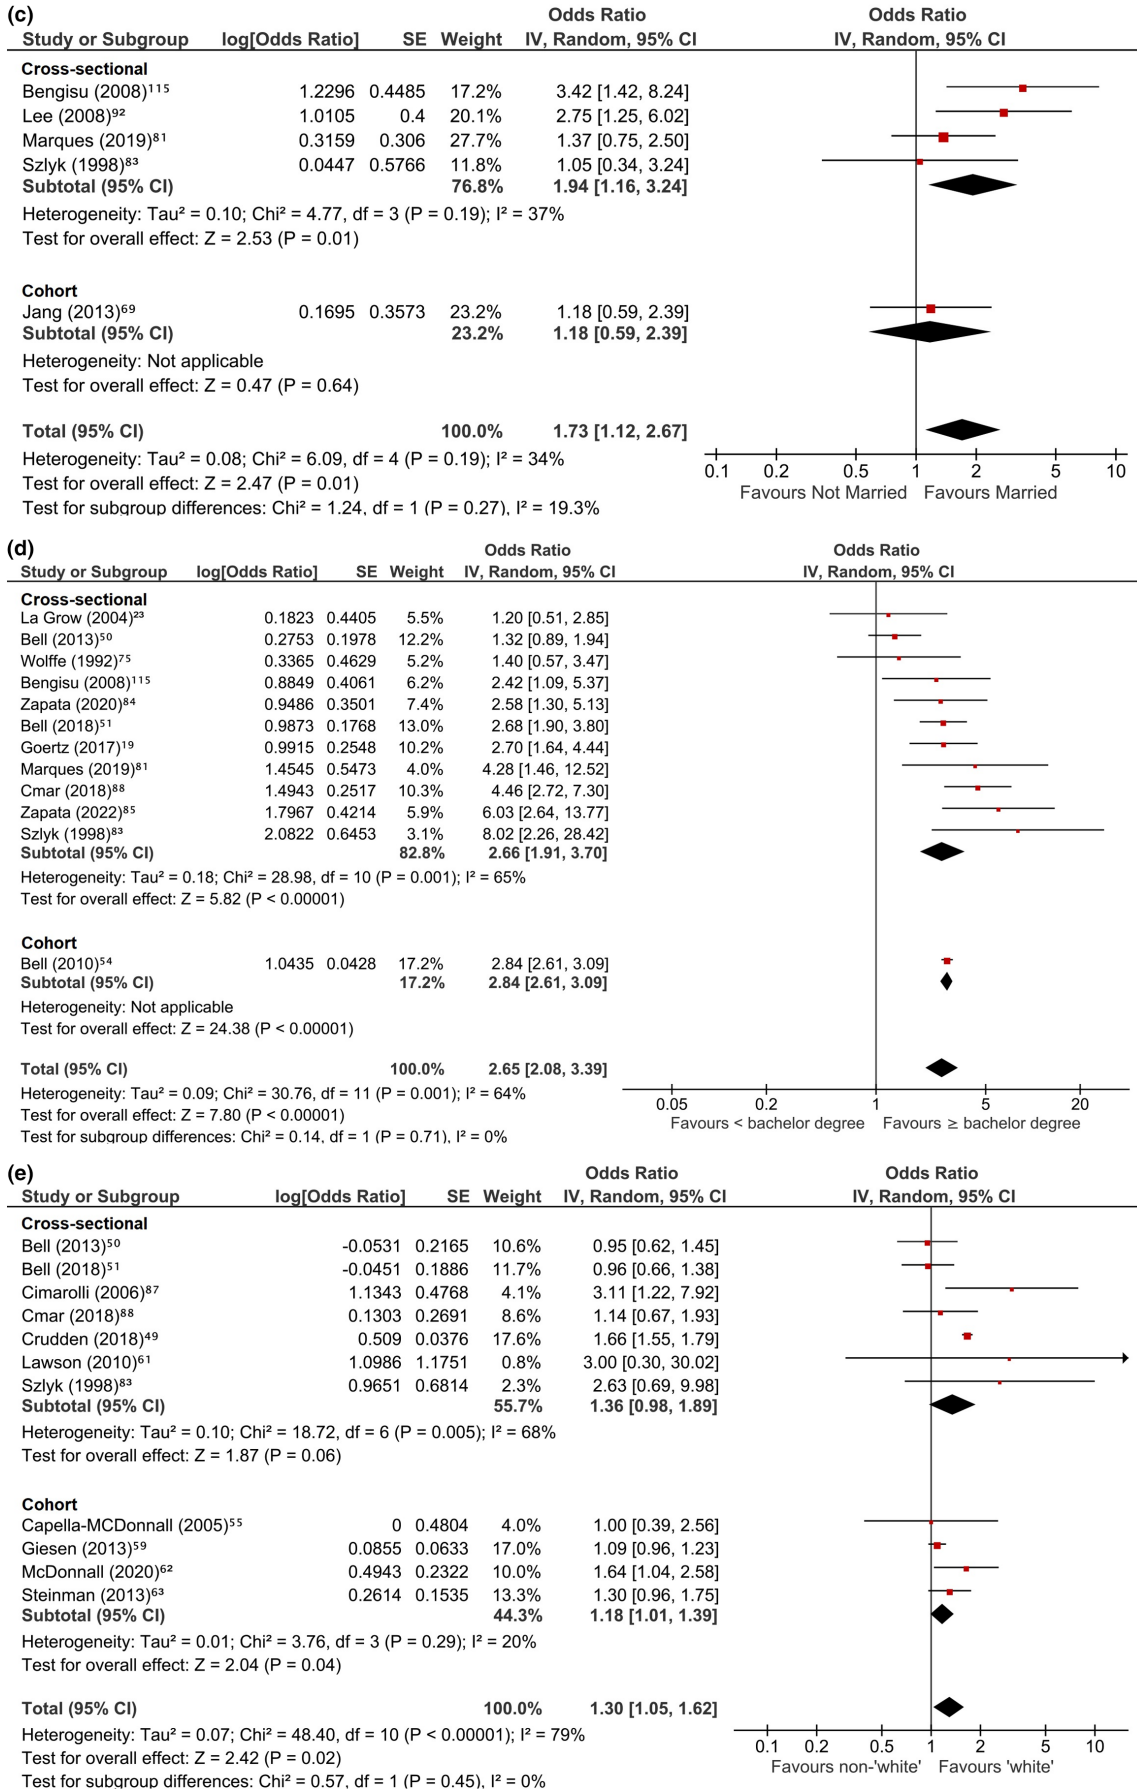 (c) Odds Ratio Odds Ratio
Study or Subgroup log[Odds Ratio] SE Weight IV, Random, 95% CI IV, Random, 95% CI
Cross-sectional
Bengisu (2008)¹¹⁵ 1.2296 0.4485 17.2% 3.42 [1.42, 8.24]
Lee (2008)⁹² 1.0105 0.4 20.1% 2.75 [1.25, 6.02]
Marques (2019)⁸¹ 0.3159 0.306 27.7% 1.37 [0.75, 2.50]
Szlyk (1998)⁸³ 0.0447 0.5766 11.8% 1.05 [0.34, 3.24]
Subtotal (95% CI) 76.8% 1.94 [1.16, 3.24]
Heterogeneity: Tau² = 0.10; Chi² = 4.77, df = 3 (P = 0.19); I² = 37%
Test for overall effect: Z = 2.53 (P = 0.01)
Cohort
Jang (2013)⁶⁹ 0.1695 0.3573 23.2% 1.18 [0.59, 2.39]
Subtotal (95% CI) 23.2% 1.18 [0.59, 2.39]
Heterogeneity: Not applicable
Test for overall effect: Z = 0.47 (P = 0.64)
Total (95% CI) 100.0% 1.73 [1.12, 2.67]
Heterogeneity: Tau² = 0.08; Chi² = 6.09, df = 4 (P = 0.19); I² = 34%
0.1 0.2 0.5 1 2 5 10
Test for overall effect: Z = 2.47 (P = 0.01)
Favours Not Married Favours Married
Test for subgroup differences: Chi² = 1.24, df = 1 (P = 0.27), I² = 19.3%
(d) Odds Ratio Odds Ratio
Study or Subgroup log[Odds Ratio] SE Weight IV, Random, 95% CI IV, Random, 95% CI
Cross-sectional
La Grow (2004)²³ 0.1823 0.4405 5.5% 1.20 [0.51, 2.85]
Bell (2013)⁵⁰ 0.2753 0.1978 12.2% 1.32 [0.89, 1.94]
Wolffe (1992)⁷⁵ 0.3365 0.4629 5.2% 1.40 [0.57, 3.47]
Bengisu (2008)¹¹⁵ 0.8849 0.4061 6.2% 2.42 [1.09, 5.37]
Zapata (2020)⁸⁴ 0.9486 0.3501 7.4% 2.58 [1.30, 5.13]
Bell (2018)⁵¹ 0.9873 0.1768 13.0% 2.68 [1.90, 3.80]
Goertz (2017)¹⁹ 0.9915 0.2548 10.2% 2.70 [1.64, 4.44]
Marques (2019)⁸¹ 1.4545 0.5473 4.0% 4.28 [1.46, 12.52]
Cmar (2018)⁸⁸ 1.4943 0.2517 10.3% 4.46 [2.72, 7.30]
Zapata (2022)⁸⁵ 1.7967 0.4214 5.9% 6.03 [2.64, 13.77]
Szlyk (1998)⁸³ 2.0822 0.6453 3.1% 8.02 [2.26, 28.42]
Subtotal (95% CI) 82.8% 2.66 [1.91, 3.70]
Heterogeneity: Tau² = 0.18; Chi² = 28.98, df = 10 (P = 0.001); I² = 65%
Test for overall effect: Z = 5.82 (P < 0.00001)
Cohort
Bell (2010)⁵⁴ 1.0435 0.0428 17.2% 2.84 [2.61, 3.09]
Subtotal (95% CI) 17.2% 2.84 [2.61, 3.09]
Heterogeneity: Not applicable
Test for overall effect: Z = 24.38 (P < 0.00001)
Total (95% CI) 100.0% 2.65 [2.08, 3.39]
Heterogeneity: Tau² = 0.09; Chi² = 30.76, df = 11 (P = 0.001); I² = 64%
0.05 0.2 1 5 20
Test for overall effect: Z = 7.80 (P < 0.00001)
Favours < bachelor degree Favours ≥ bachelor degree
Test for subgroup differences: Chi² = 0.14, df = 1 (P = 0.71), I² = 0%
(e) Odds Ratio Odds Ratio
Study or Subgroup log[Odds Ratio] SE Weight IV, Random, 95% CI IV, Random, 95% CI
Cross-sectional
Bell (2013)⁵⁰ -0.0531 0.2165 10.6% 0.95 [0.62, 1.45]
Bell (2018)⁵¹ -0.0451 0.1886 11.7% 0.96 [0.66, 1.38]
Cimarolli (2006)⁸⁷ 1.1343 0.4768 4.1% 3.11 [1.22, 7.92]
Cmar (2018)⁸⁸ 0.1303 0.2691 8.6% 1.14 [0.67, 1.93]
Crudden (2018)⁴⁹ 0.509 0.0376 17.6% 1.66 [1.55, 1.79]
Lawson (2010)⁶¹ 1.0986 1.1751 0.8% 3.00 [0.30, 30.02]
Szlyk (1998)⁸³ 0.9651 0.6814 2.3% 2.63 [0.69, 9.98]
Subtotal (95% CI) 55.7% 1.36 [0.98, 1.89]
Heterogeneity: Tau² = 0.10; Chi² = 18.72, df = 6 (P = 0.005); I² = 68%
Test for overall effect: Z = 1.87 (P = 0.06)
Cohort
Capella-MCDonnall (2005)⁵⁵ 0 0.4804 4.0% 1.00 [0.39, 2.56]
Giesen (2013)⁵⁹ 0.0855 0.0633 17.0% 1.09 [0.96, 1.23]
McDonnall (2020)⁶² 0.4943 0.2322 10.0% 1.64 [1.04, 2.58]
Steinman (2013)⁶³ 0.2614 0.1535 13.3% 1.30 [0.96, 1.75]
Subtotal (95% CI) 44.3% 1.18 [1.01, 1.39]
Heterogeneity: Tau² = 0.01; Chi² = 3.76, df = 3 (P = 0.29); I² = 20%
Test for overall effect: Z = 2.04 (P = 0.04)
Total (95% CI) 100.0% 1.30 [1.05, 1.62]
Heterogeneity: Tau² = 0.07; Chi² = 48.40, df = 10 (P < 0.00001); I² = 79%
0.1 0.2 0.5 1 2 5 10
Test for overall effect: Z = 2.42 (P = 0.02)
Favours non-'white' Favours 'white'
Test for subgroup differences: Chi² = 0.57, df = 1 (P = 0.45), I² = 0%